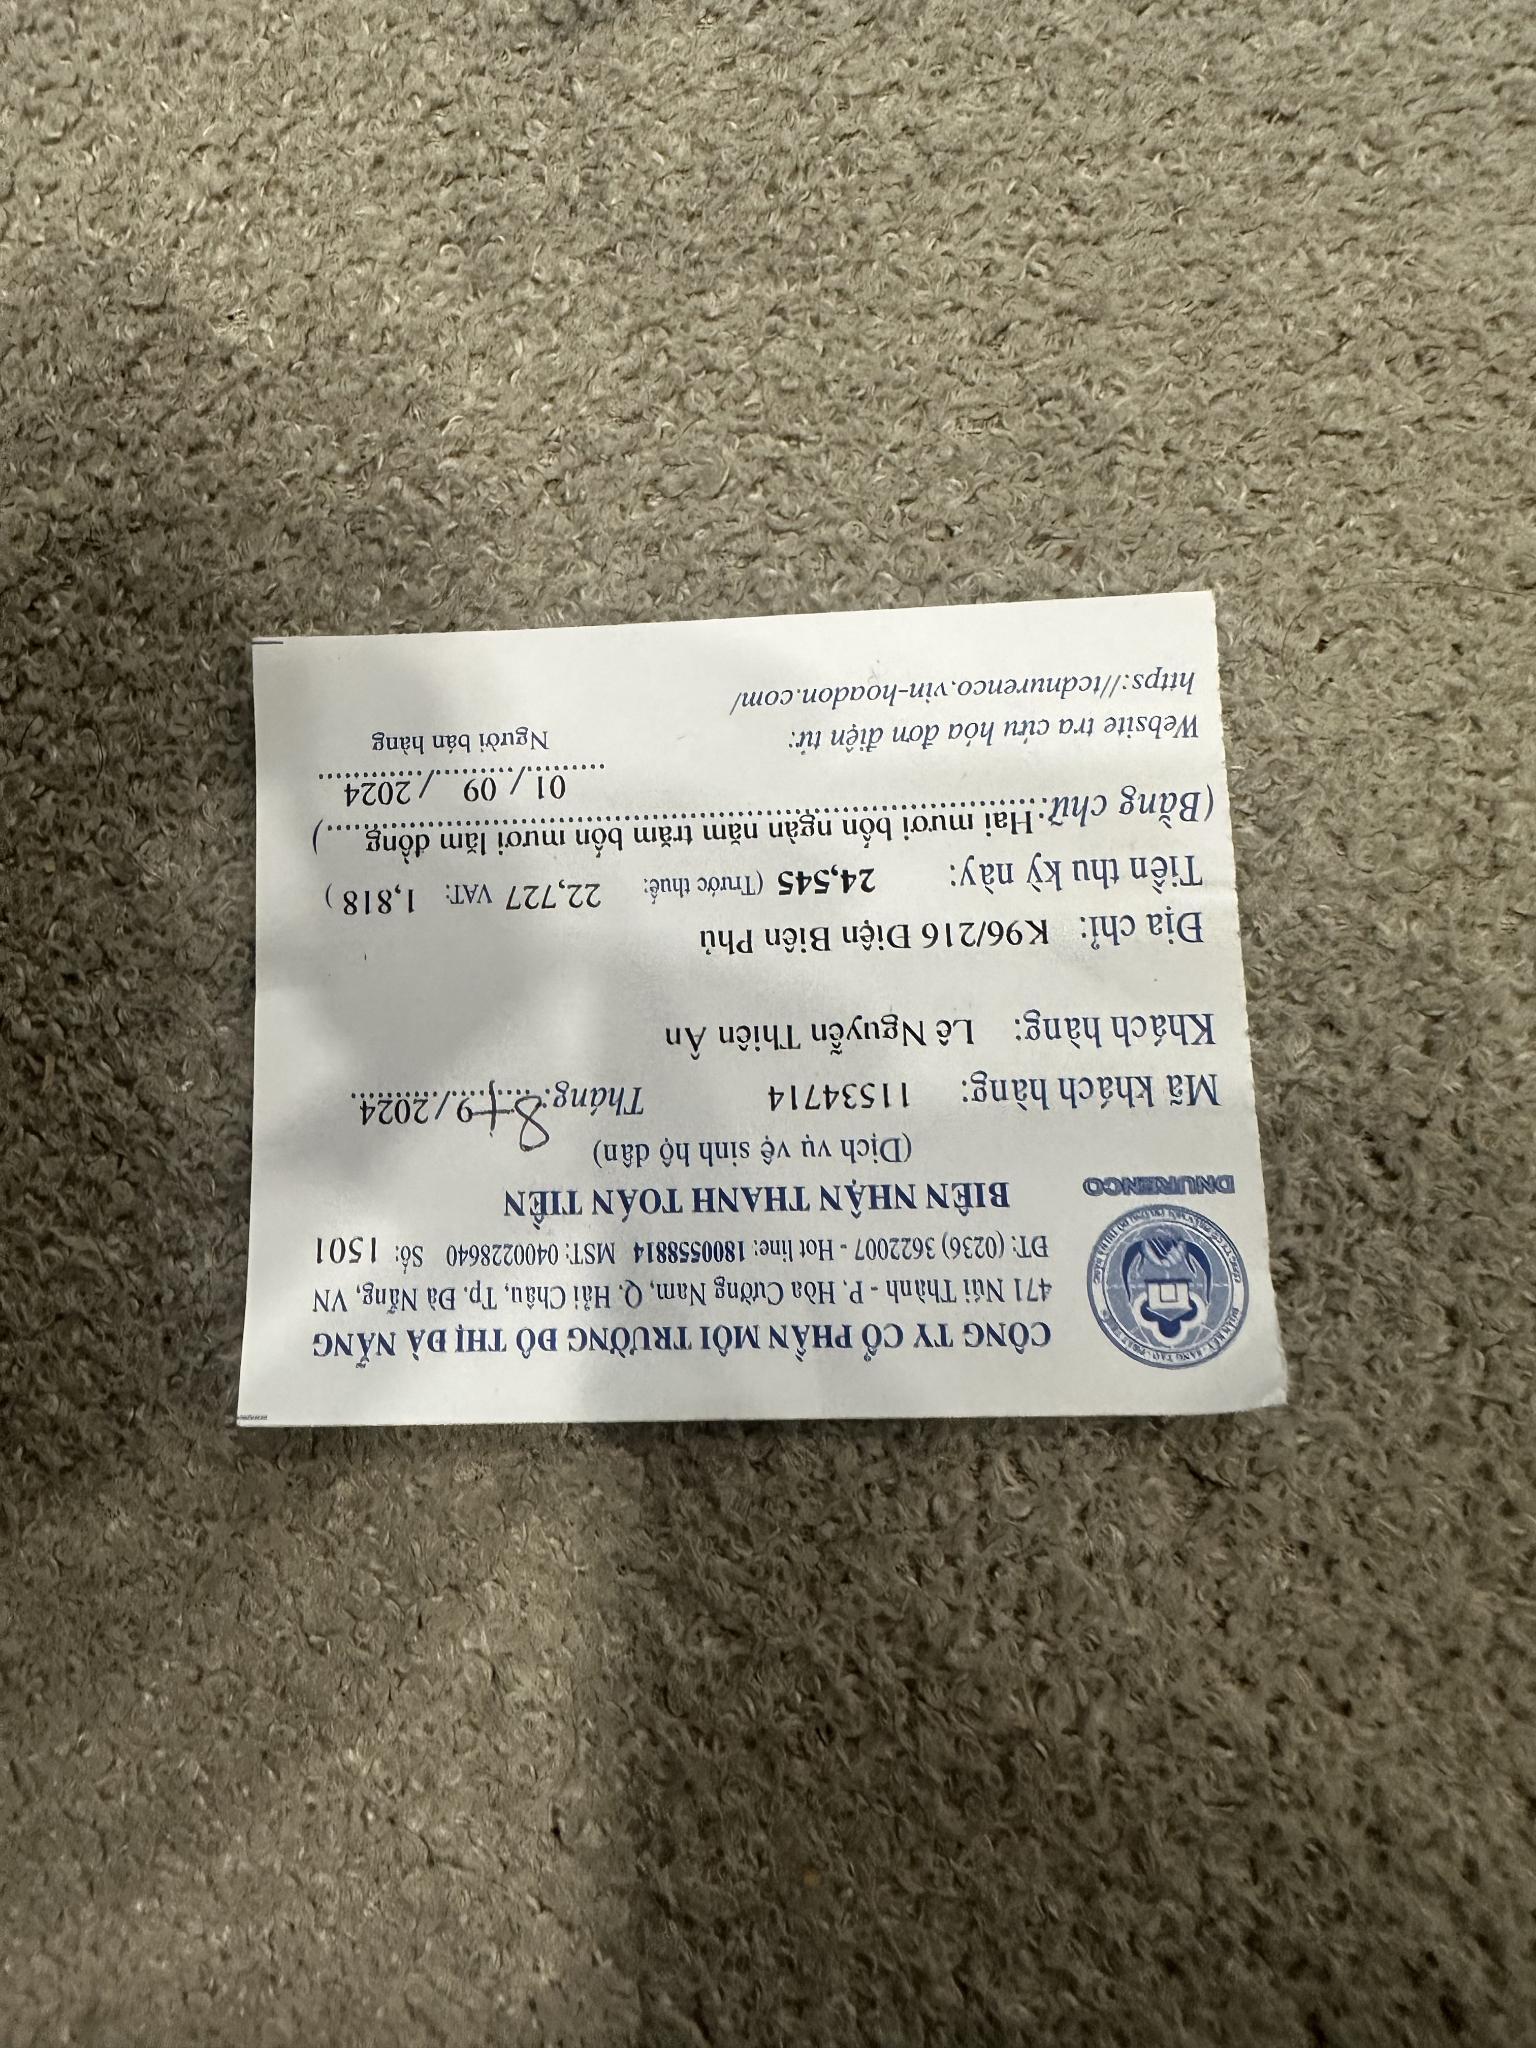 CÔNG TY CỔ PHẦN MÔI TRƯỜNG ĐÔ THỊ ĐÀ NẴNG
471 Núi Thành - P. Hòa Cường Nam, Q. Hải Châu, Tp. Đà Nẵng, VN
ĐT: (0236) 3622007 - Hot line: 1800558814 MST: 0400228640 Số: 1501
DNURENCO
BIÊN NHẬN THANH TOÁN TIỀN
(Dịch vụ vệ sinh hộ dân)
Mã khách hàng: 11534714 Tháng: 8+9/2024
Khách hàng: Lê Nguyễn Thiên Ân
Địa chỉ: K96/216 Điện Biên Phủ
Tiền thu kỳ này: 24,545 (Trước thuế: 22,727 VAT: 1,818 )
(Bằng chữ: Hai mươi bốn ngàn năm trăm bốn mươi lăm đồng )
01 / 09 / 2024
Website tra cứu hóa đơn điện tử: Người bán hàng
https://tcdnurenco.vin-hoadon.com/